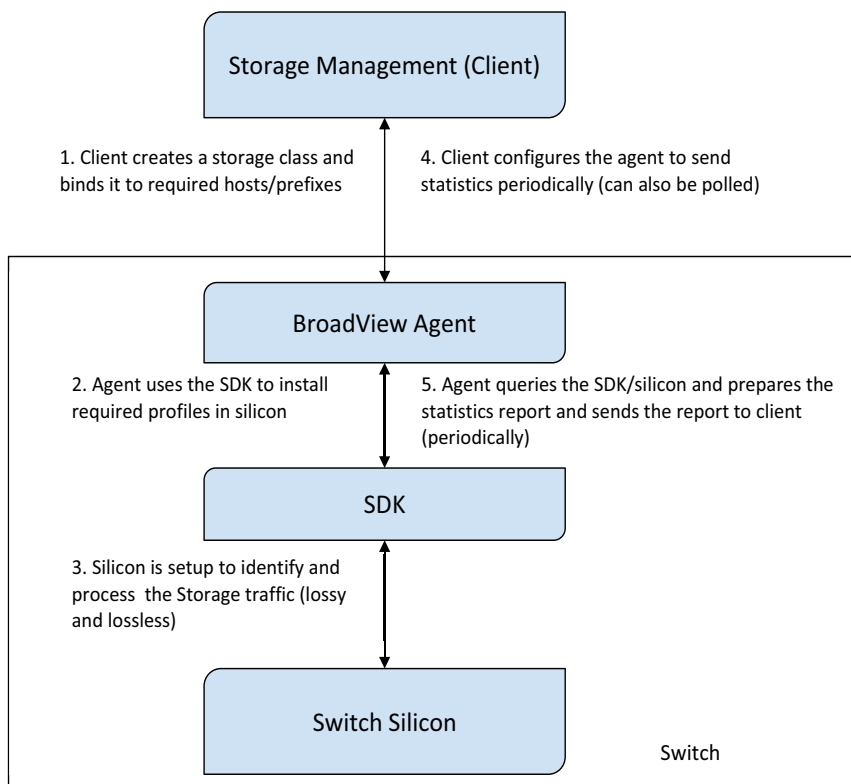 Storage Management (Client)
1. Client creates a storage class and
binds it to required hosts/prefixes
4. Client configures the agent to send
statistics periodically (can also be polled)
BroadView Agent
2. Agent uses the SDK to install
required profiles in silicon
5. Agent queries the SDK/silicon and prepares the
statistics report and sends the report to client
(periodically)
SDK
3. Silicon is setup to identify and
process  the Storage traffic (lossy
and lossless)
Switch Silicon
Switch